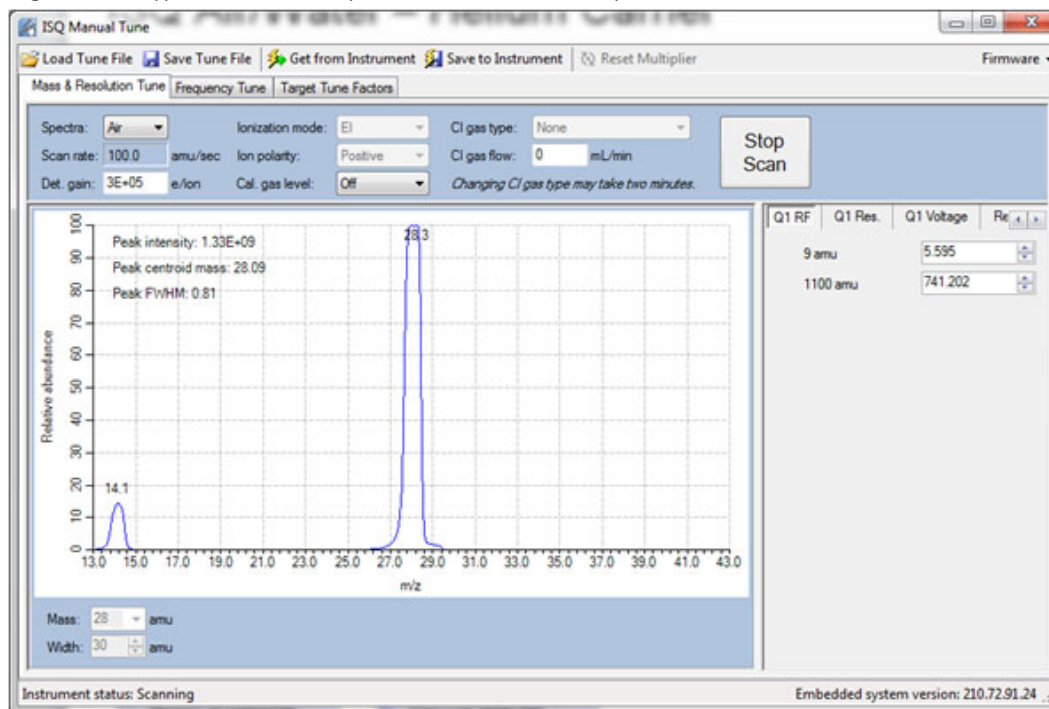 ISQ Manual Tune
Load Tune File Save Tune File Get from Instrument Save to Instrument Reset Multiplier Firmware
Mass & Resolution Tune Frequency Tune Target Tune Factors
Spectra: Air Ionization mode: EI CI gas type: None
Scan rate: 100.0 amu/sec Ion polarity: Positive CI gas flow: 0 mL/min
Det. gain: 3E+05 e/ion Cal. gas level: Off Changing CI gas type may take two minutes.
Stop
Scan
Peak intensity: 1.33E+09
Peak centroid mass: 28.09
Peak FWHM: 0.81
28.3
14.1
Relative abundance
100
90
80
70
60
50
40
30
20
10
0
13.0 15.0 17.0 19.0 21.0 23.0 25.0 27.0 29.0 31.0 33.0 35.0 37.0 39.0 41.0 43.0
m/z
Q1 RF Q1 Res. Q1 Voltage Re
9 amu 5.595
1100 amu 741.202
Mass: 28 amu
Width: 30 amu
Instrument status: Scanning Embedded system version: 210.72.91.24